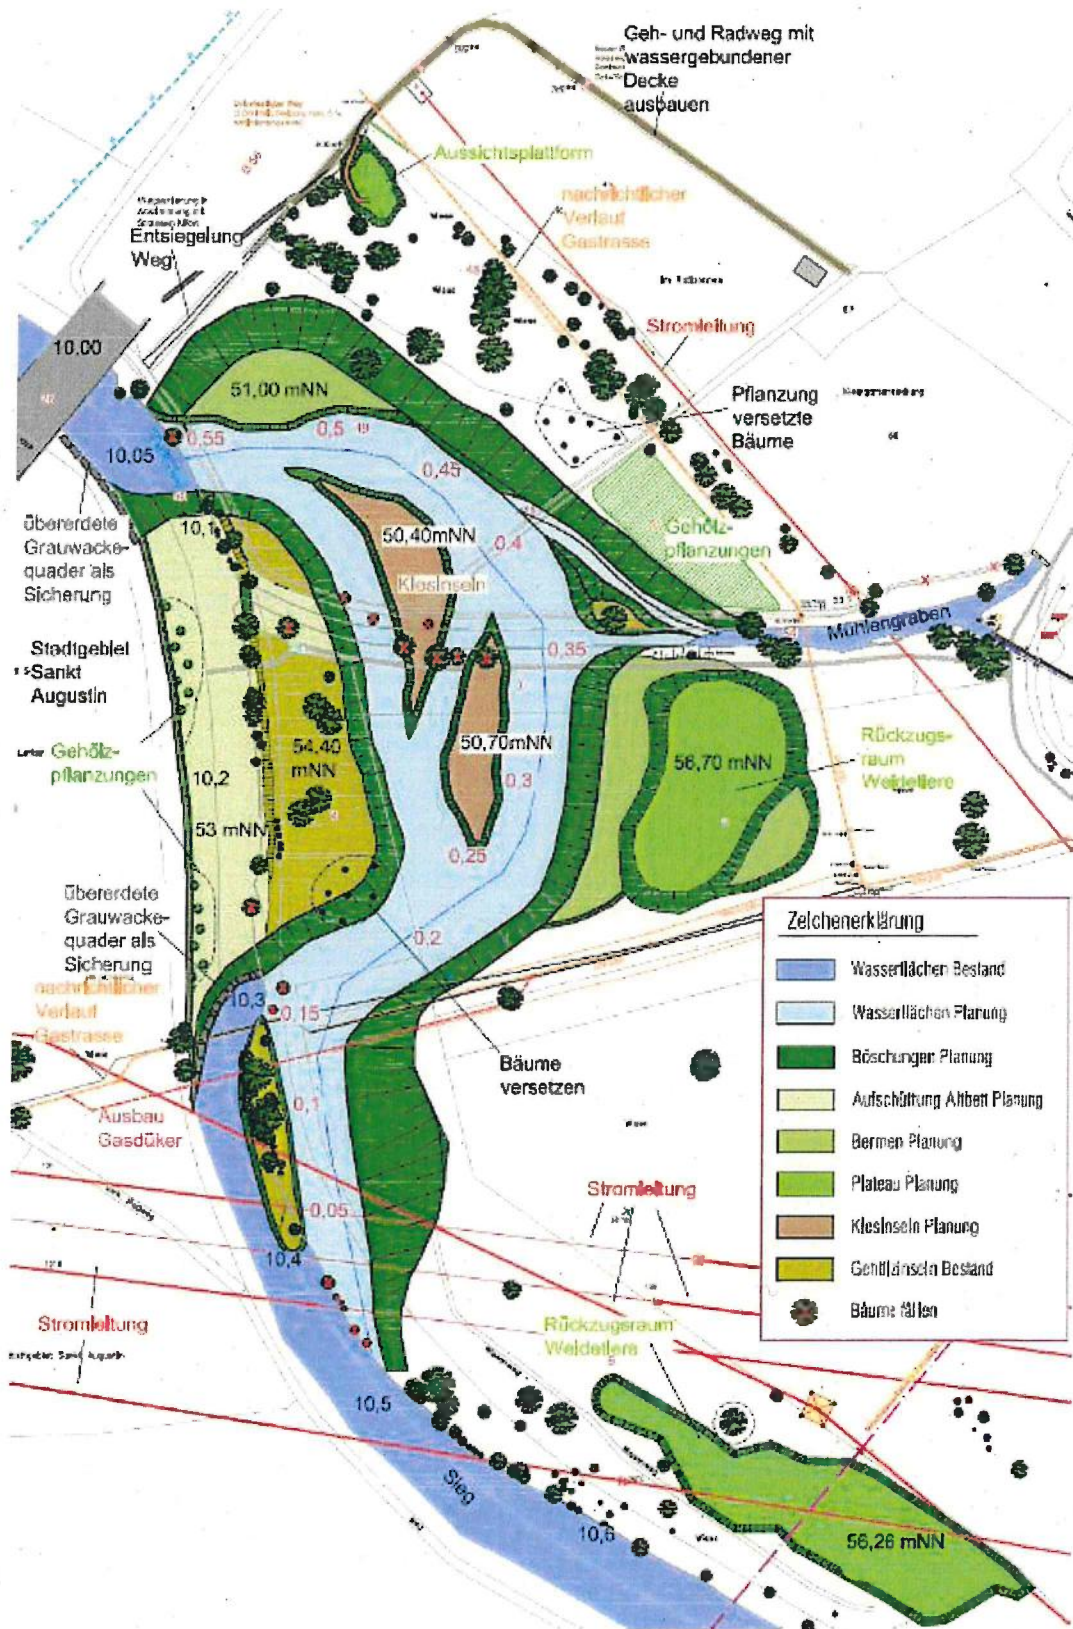 Geh- und Radweg mit
wassergebundener
Decke
ausbauen
Aussichtsplattform
nachrichtlicher
Verlauf
Gastrasse
Entsiegelung
Weg
Stromleitung
10.00
51,00 mNN
Pflanzung
versetzte
Bäume
0,55
0,5
10,05
0,45
übererdete
Grauwacke-
quader als
Sicherung
10,1
50,40mNN
0,4
Gehölz-
pflanzungen
Kiesinseln
Mühlengraben
0,35
Stadtgebiet
Sankt
Augustin
Gehölz-
pflanzungen
54,40
mNN
50,70mNN
56,70 mNN
Rückzugs-
raum
Weidetiere
10,2
0,3
53 mNN
0,25
übererdete
Grauwacke-
quader als
Sicherung
0,2
nachrichtlicher
Verlauf
Gastrasse
10,3
0,15
Bäume
versetzen
Ausbau
Gasdüker
0,1
Zeichenerklärung
Wasserflächen Bestand
Wasserflächen Planung
Böschungen Planung
Aufschüttung Altbett Planung
Bermen Planung
Plateau Planung
Kiesinseln Planung
Gehölzinseln Bestand
Bäume fällen
Stromleitung
0,05
10,4
Stromleitung
Rückzugsraum
Weidetiere
10,5
Sieg
10,6
56,26 mNN